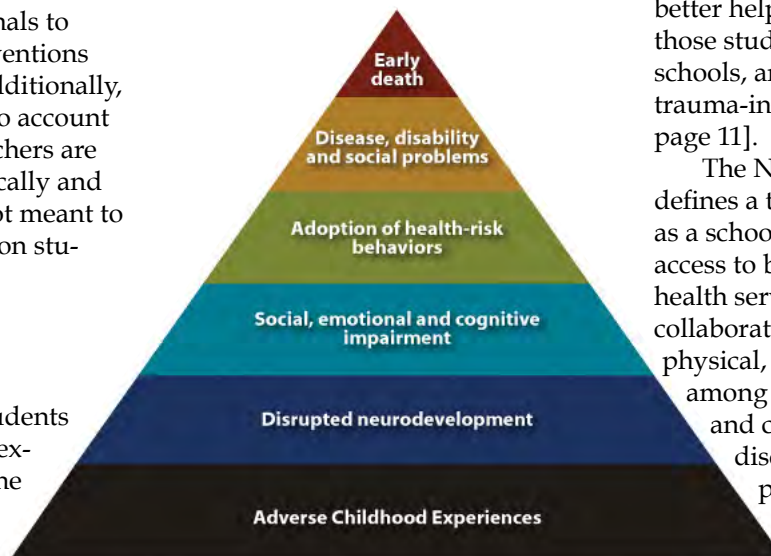 nals to
ventions
dditionally,
o account
chers are
cally and
ot meant to
on stu-
udents
ex-
he
Early
death
Disease, disability
and social problems
Adoption of health-risk
behaviors
Social, emotional and cognitive
impairment
Disrupted neurodevelopment
Adverse Childhood Experiences
better help
those stud
schools, an
trauma-in
page 11].
The N
defines a t
as a schoo
access to b
health serv
collaborat
physical,
among
and c
disc
p